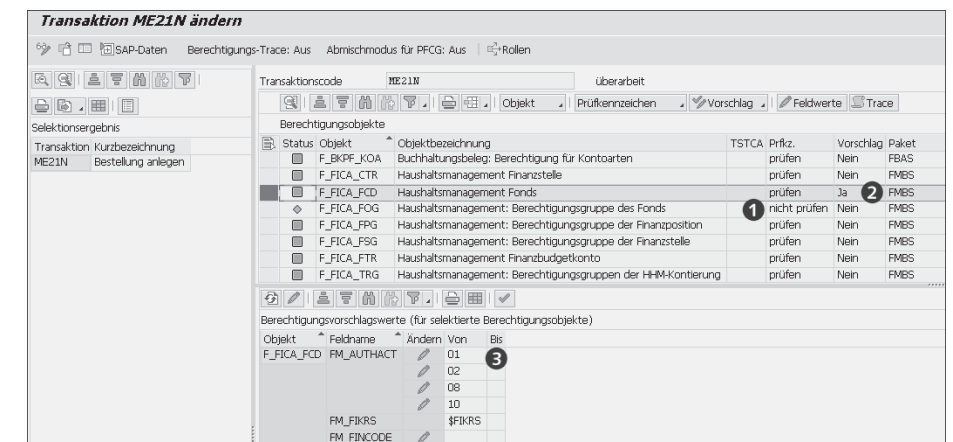 Transaktion ME21N ändern
SAP-Daten Berechtigungs-Trace: Aus Abmischmodus für PFCG: Aus Rollen
Transaktionscode ME21N überarbeit
Objekt Prüfkennzeichen Vorschlag Feldwerte Trace
Selektionsergebnis
Transaktion Kurzbezeichnung
ME21N Bestellung anlegen
Berechtigungsobjekte
Status Objekt Objektbezeichnung TSTCA Prfkz. Vorschlag Paket
F_BKPF_KOA Buchhaltungsbeleg: Berechtigung für Kontoarten prüfen Nein FBAS
F_FICA_CTR Haushaltsmanagement Finanzstelle prüfen Nein FMBS
F_FICA_FCD Haushaltsmanagement Fonds prüfen Ja 2 FMBS
F_FICA_FOG Haushaltsmanagement: Berechtigungsgruppe des Fonds 1 nicht prüfen Nein FMBS
F_FICA_FPG Haushaltsmanagement: Berechtigungsgruppe der Finanzposition prüfen Nein FMBS
F_FICA_FSG Haushaltsmanagement: Berechtigungsgruppe der Finanzstelle prüfen Nein FMBS
F_FICA_FTR Haushaltsmanagement Finanzbudgetkonto prüfen Nein FMBS
F_FICA_TRG Haushaltsmanagement: Berechtigungsgruppen der HHM-Kontierung prüfen Nein FMBS
Berechtigungsvorschlagswerte (für selektierte Berechtigungsobjekte)
Objekt Feldname Ändern Von Bis
F_FICA_FCD FM_AUTHACT 01 3
02
08
10
FM_FIKRS $FIKRS
FM_FINCODE